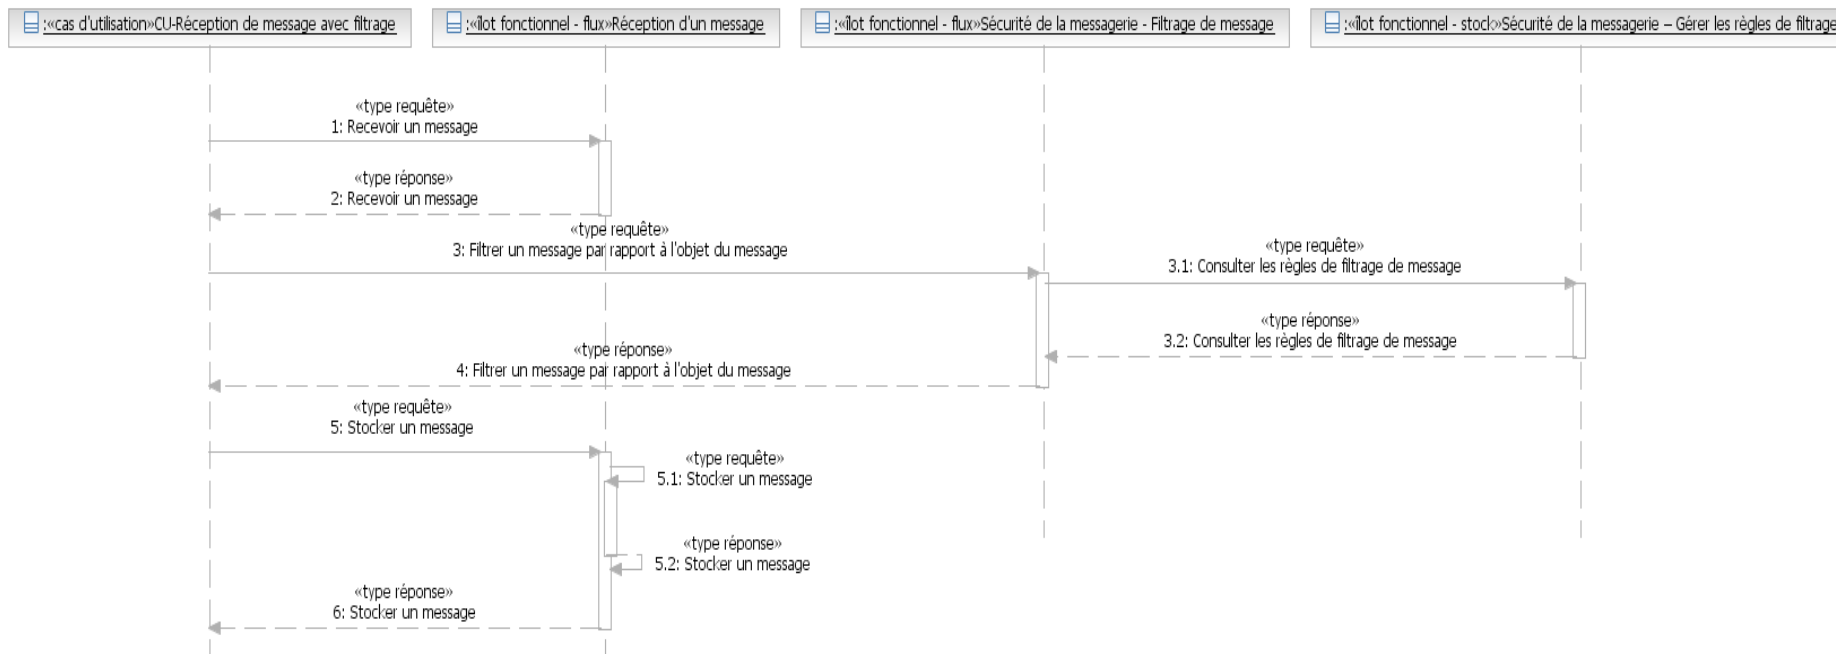 :«cas d'utilisation»CU-Réception de message avec filtrage
:«îlot fonctionnel - flux»Réception d'un message
:«îlot fonctionnel - flux»Sécurité de la messagerie - Filtrage de message
:«îlot fonctionnel - stock»Sécurité de la messagerie – Gérer les règles de filtrage
«type requête»
1: Recevoir un message
«type réponse»
2: Recevoir un message
«type requête»
3: Filtrer un message par rapport à l'objet du message
«type requête»
3.1: Consulter les règles de filtrage de message
«type réponse»
3.2: Consulter les règles de filtrage de message
«type réponse»
4: Filtrer un message par rapport à l'objet du message
«type requête»
5: Stocker un message
«type requête»
5.1: Stocker un message
«type réponse»
5.2: Stocker un message
«type réponse»
6: Stocker un message